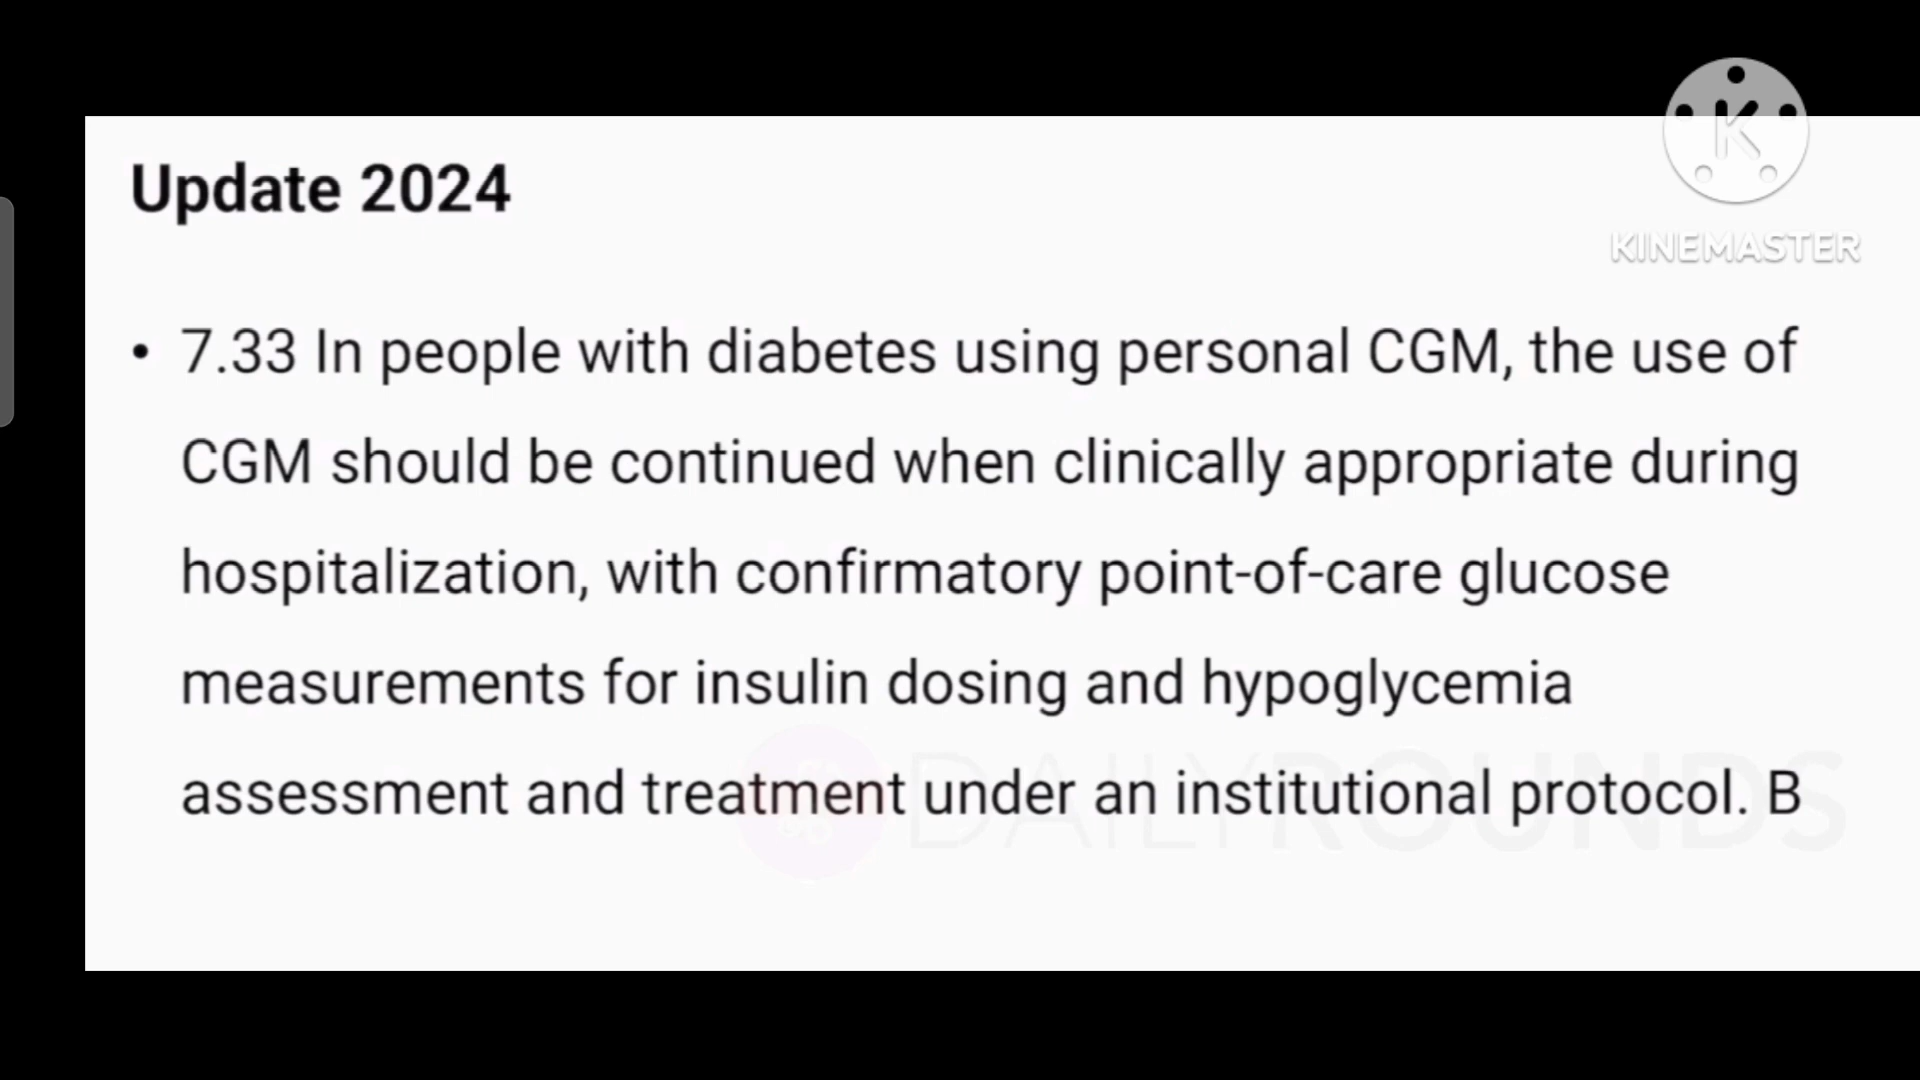 Update 2024
KINEMASTER
• 7.33 In people with diabetes using personal CGM, the use of
CGM should be continued when clinically appropriate during
hospitalization, with confirmatory point-of-care glucose
measurements for insulin dosing and hypoglycemia
assessment and treatment under an institutional protocol. B
DAILYROUNDS